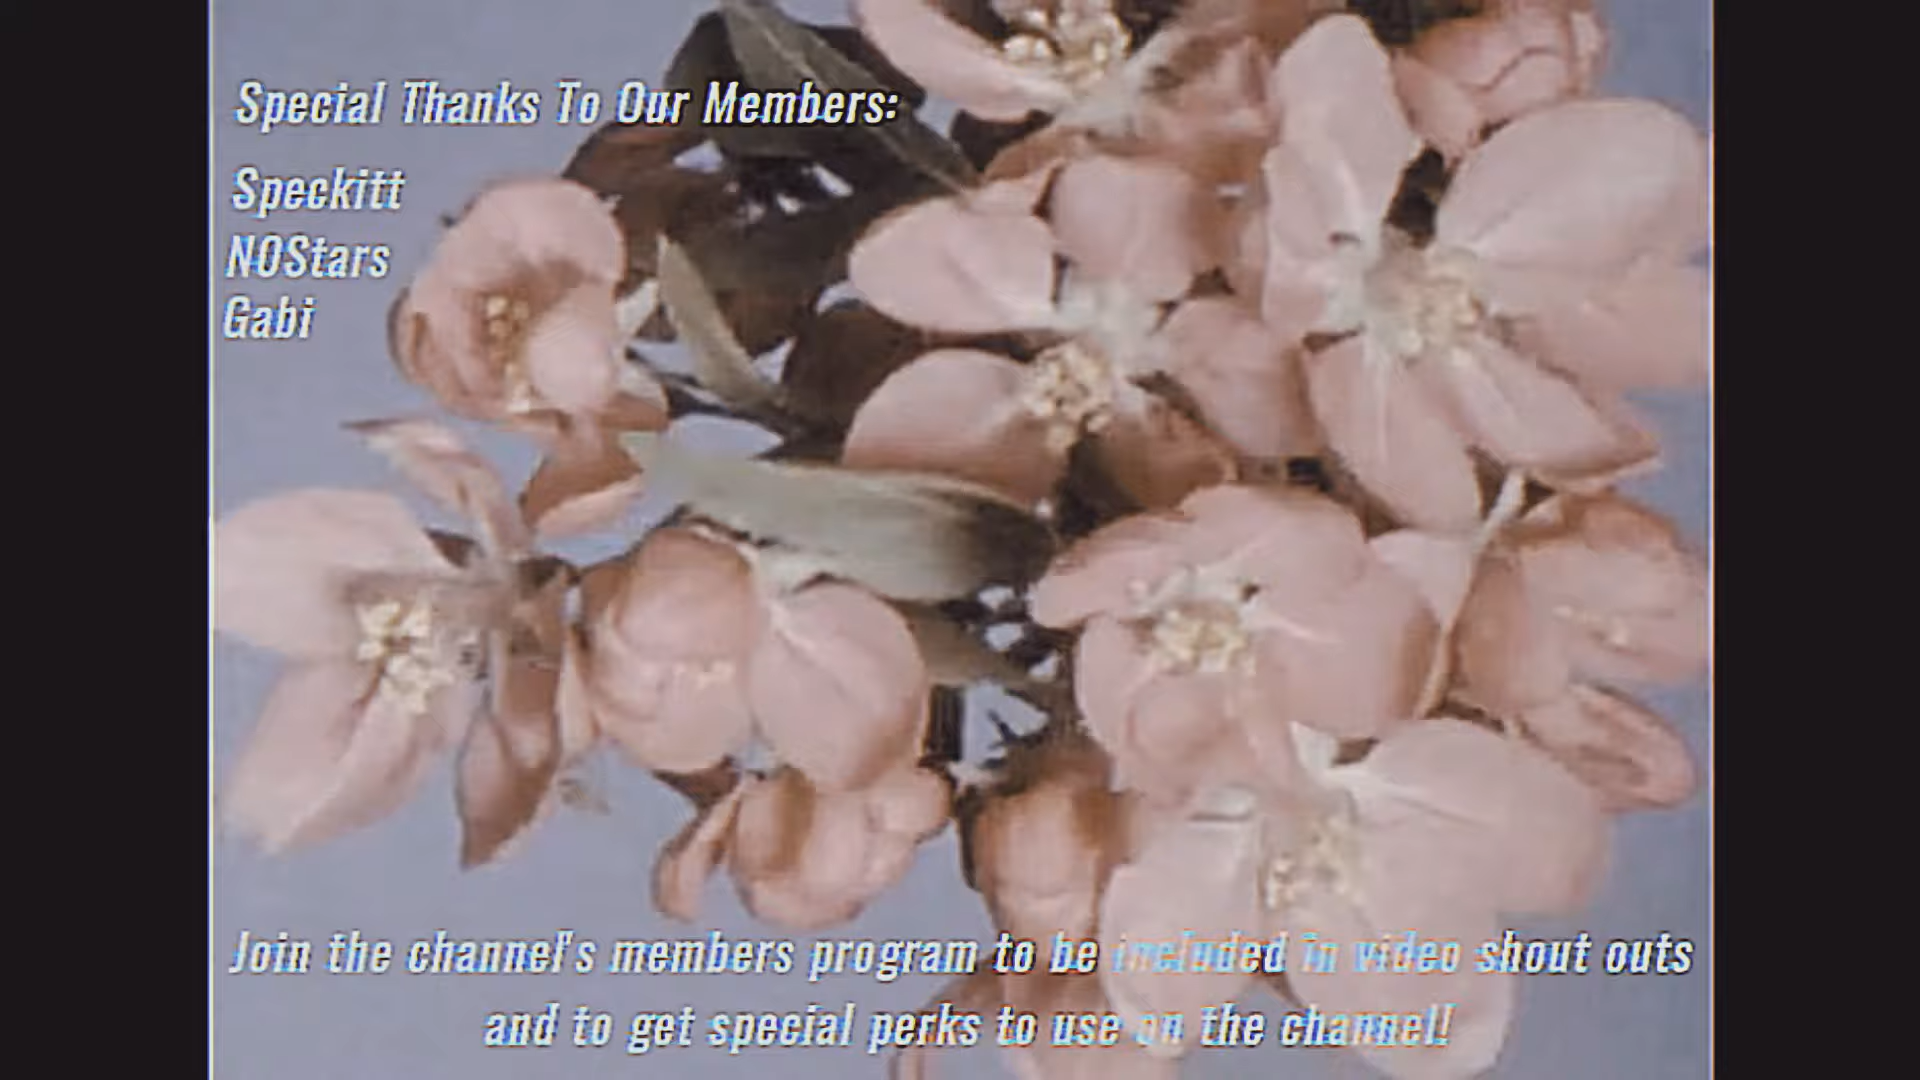 Special Thanks To Our Members:
Speckitt
NOStars
Gabi
Join the channel's members program to be included in video shout outs
and to get special perks to use on the channel!